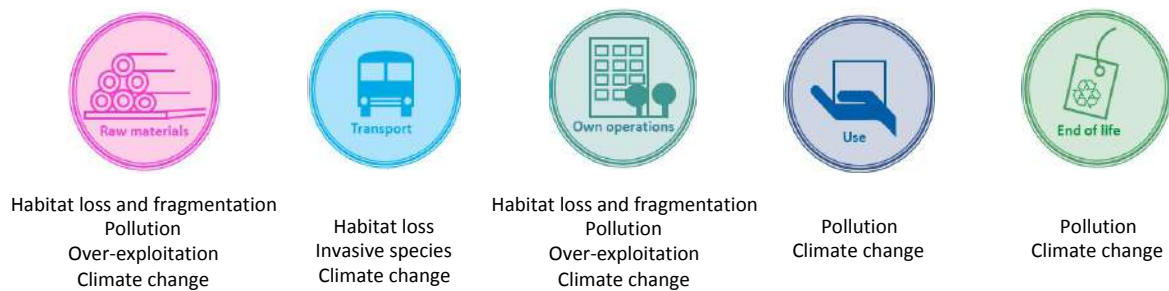 Raw materials
Transport
Own operations
Use
End of life
Habitat loss and fragmentation
Pollution
Over-exploitation
Climate change
Habitat loss
Invasive species
Climate change
Habitat loss and fragmentation
Pollution
Over-exploitation
Climate change
Pollution
Climate change
Pollution
Climate change